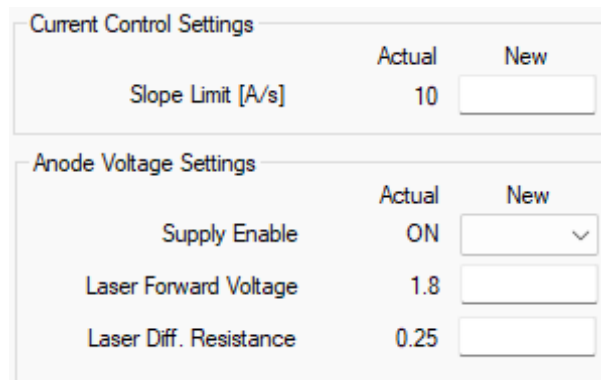 Current Control Settings
Actual New
Slope Limit [A/s] 10
Anode Voltage Settings
Actual New
Supply Enable ON
Laser Forward Voltage 1.8
Laser Diff. Resistance 0.25